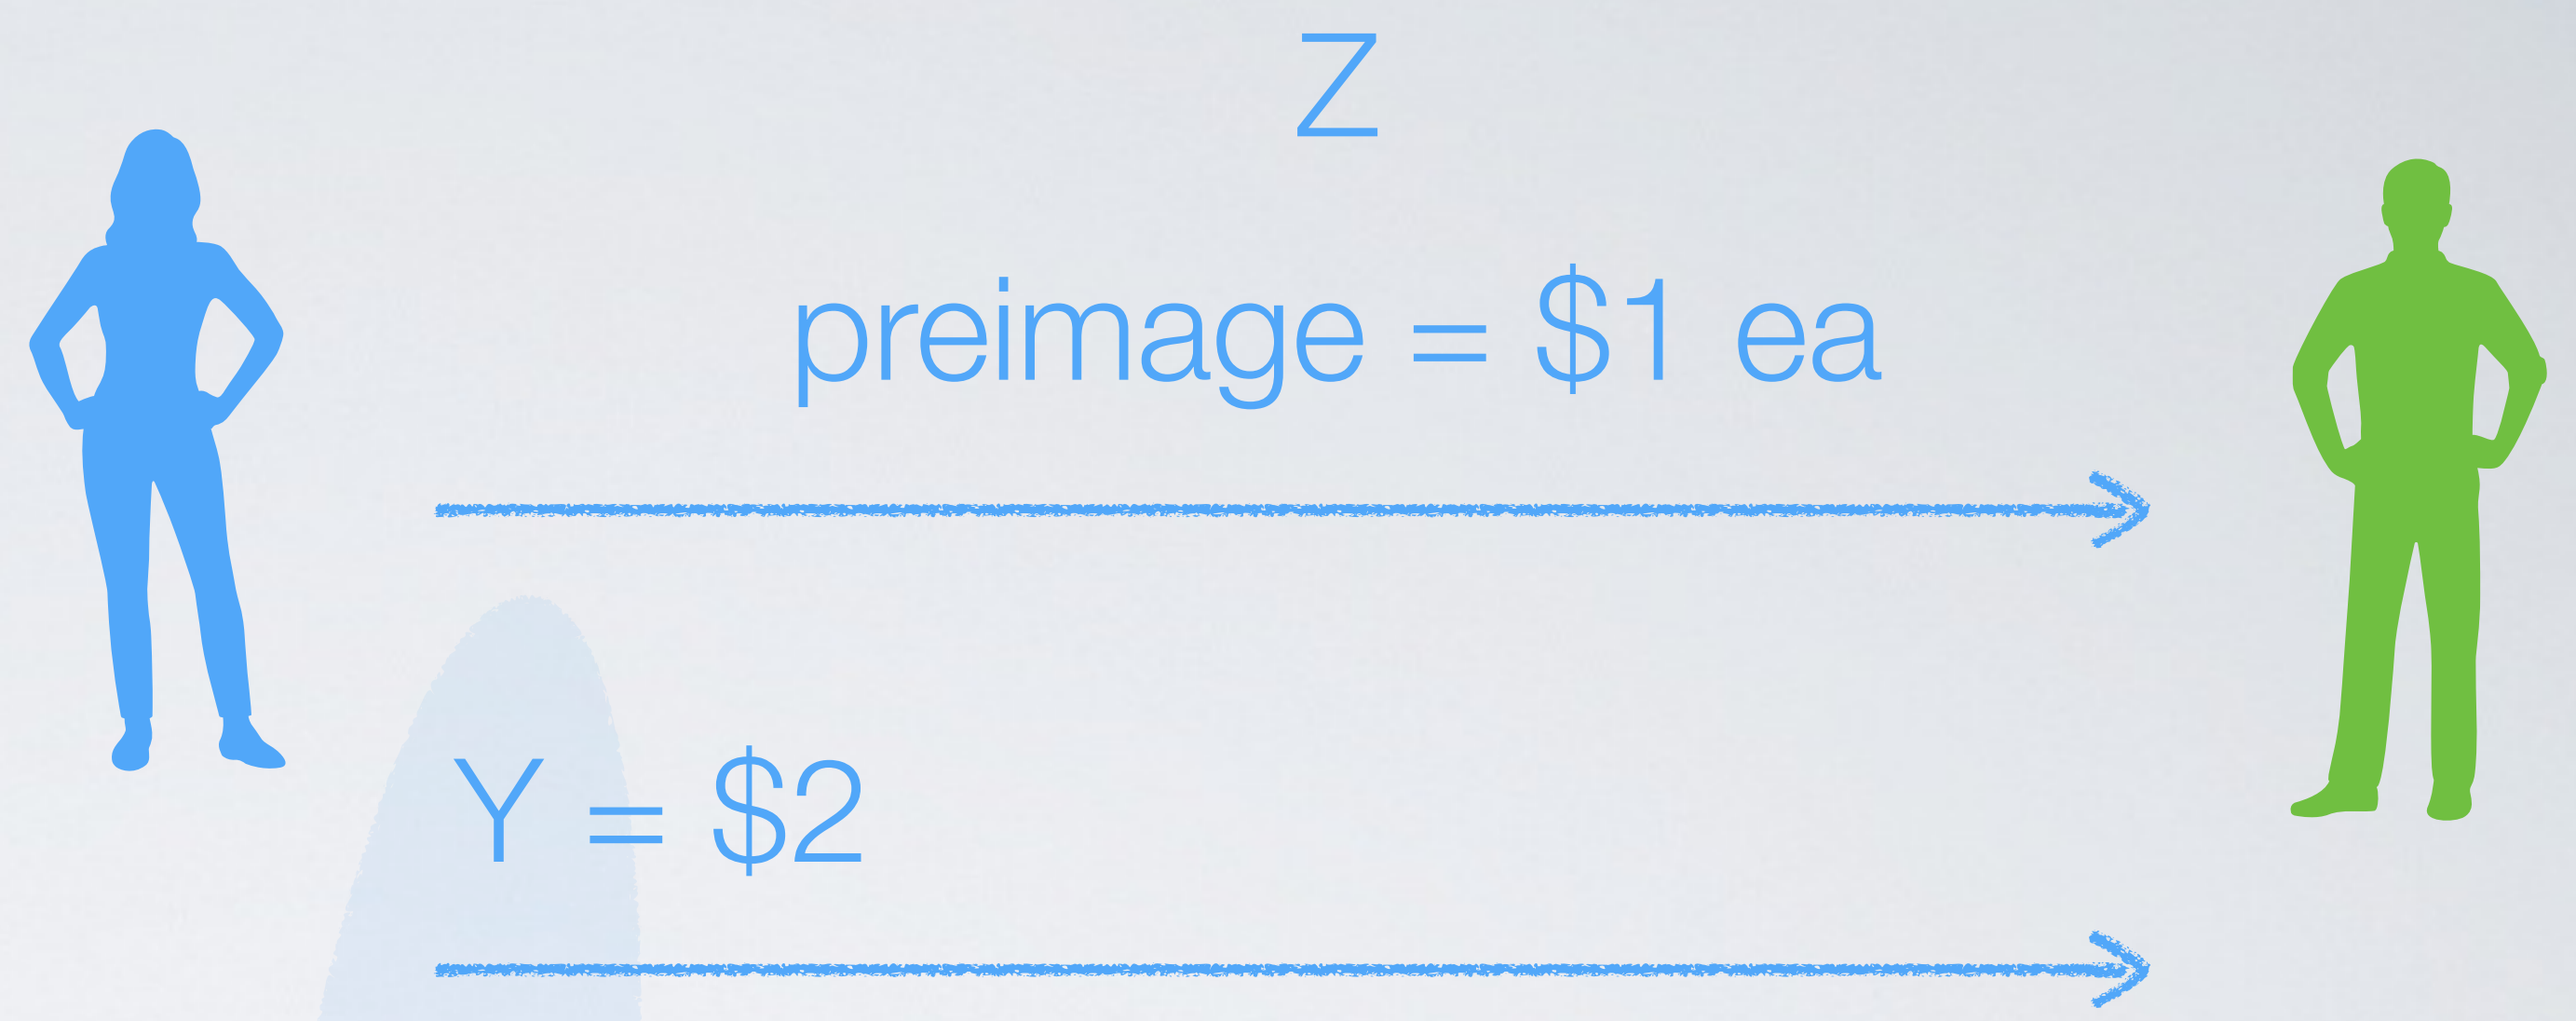 Z
preimage = $1 ea
Y = $2